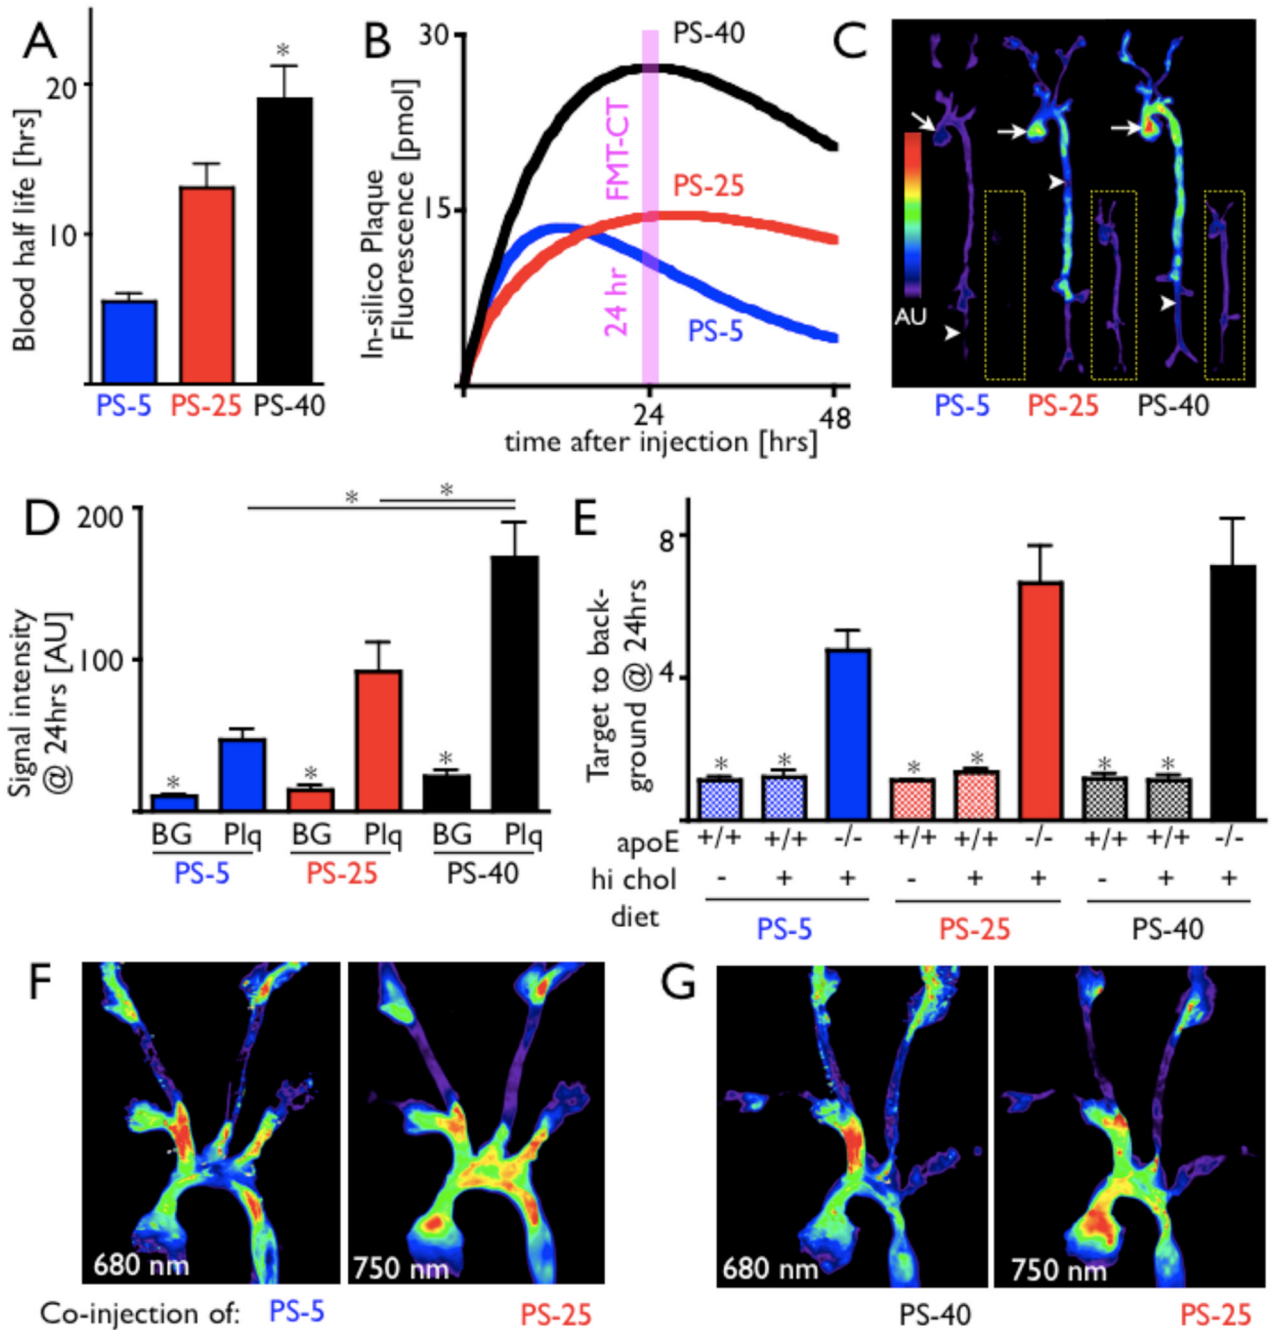 A
Blood half life [hrs]
20
10
*
PS-5 PS-25 PS-40
B
In-silico Plaque
Fluorescence [pmol]
30
15
24 hr FMT-CT
PS-40
PS-25
PS-5
24 48
time after injection [hrs]
C
AU
PS-5 PS-25 PS-40
D
Signal intensity
@ 24hrs [AU]
200
100
* *
* * *
BG Plq BG Plq BG Plq
PS-5 PS-25 PS-40
E
Target to back-
ground @ 24hrs
8
4
* * * * * *
apoE +/+ +/+ -/- +/+ +/+ -/- +/+ +/+ -/-
hi chol - + + - + + - + +
diet
PS-5 PS-25 PS-40
F
680 nm 750 nm
Co-injection of: PS-5 PS-25
G
680 nm 750 nm
PS-40 PS-25